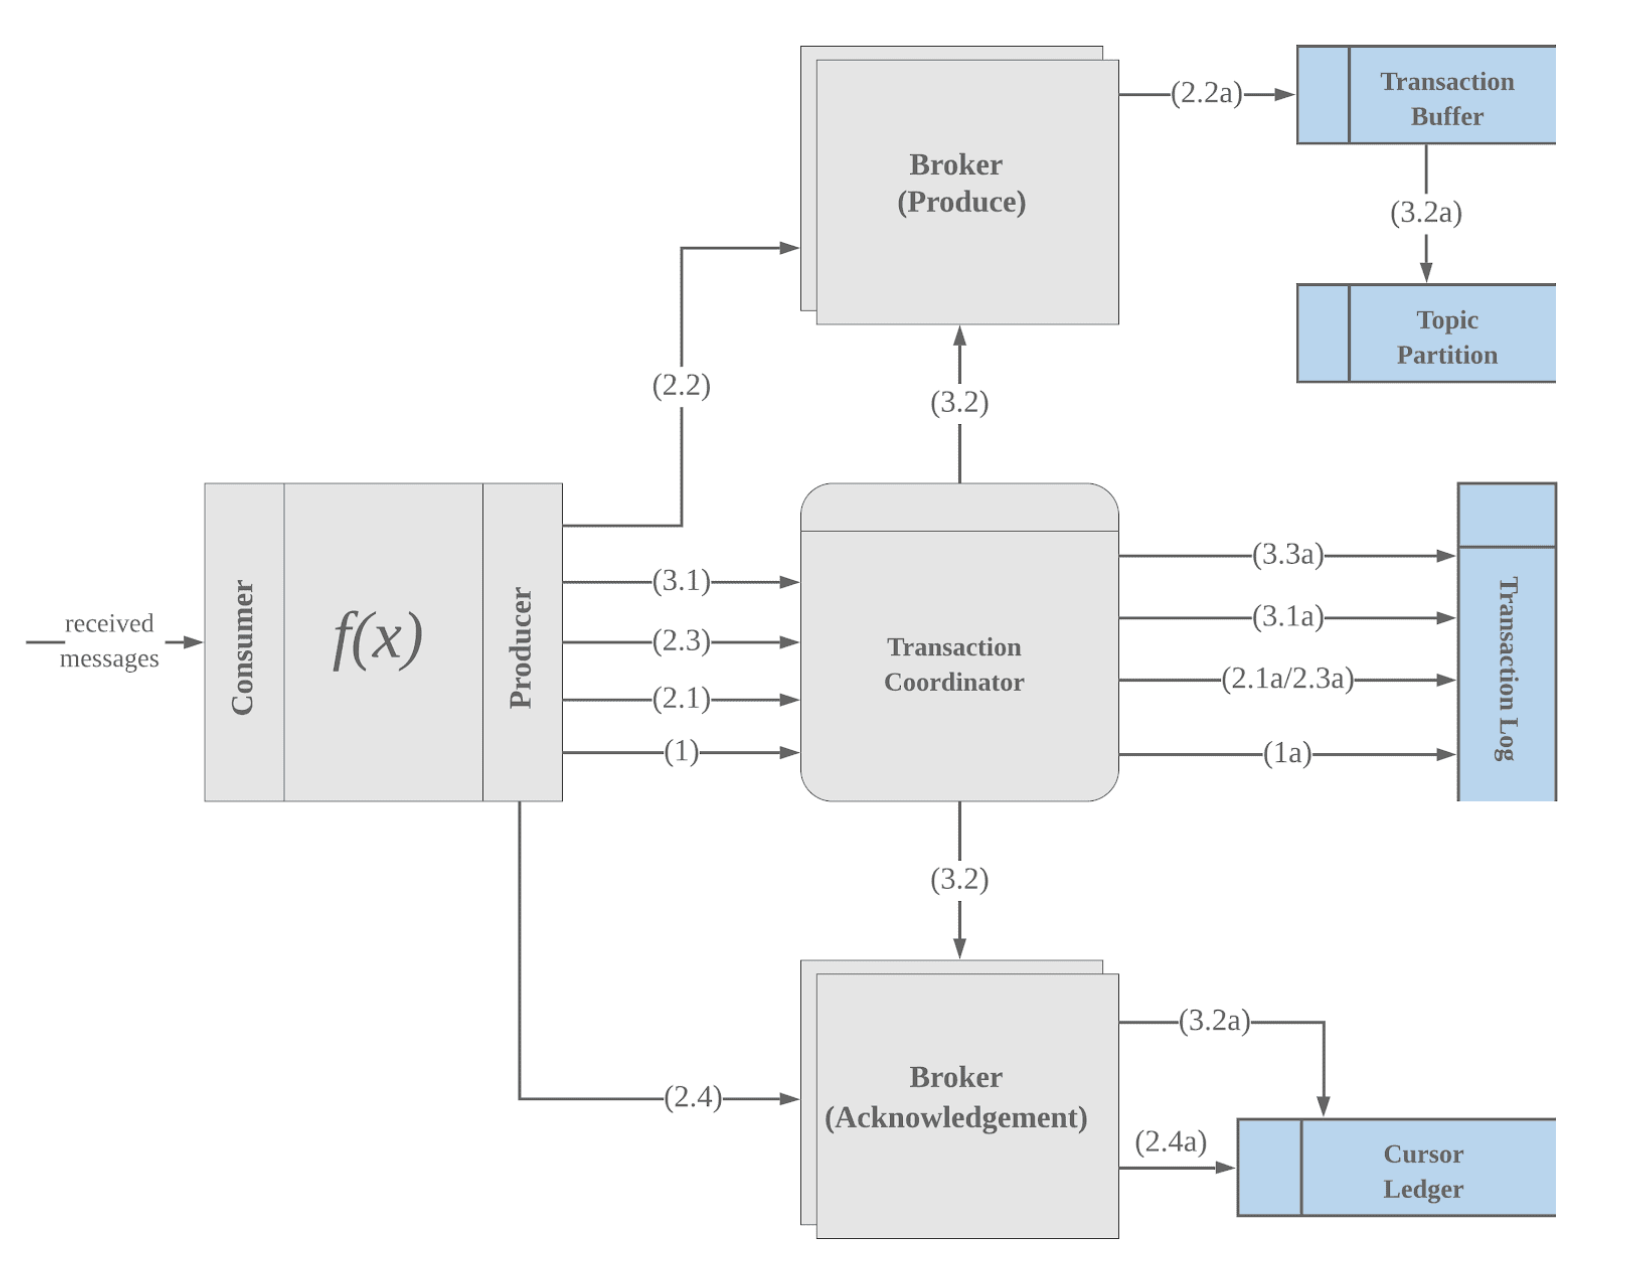 (2.2a)
Transaction
Buffer
Broker
(Produce)
(3.2a)
Topic
Partition
(2.2)
(3.2)
received
messages
Consumer
f(x)
Producer
(3.1)
(2.3)
(2.1)
(1)
Transaction
Coordinator
(3.3a)
(3.1a)
(2.1a/2.3a)
(1a)
Transaction Log
(3.2)
Broker
(Acknowledgement)
(2.4)
(3.2a)
(2.4a)
Cursor
Ledger